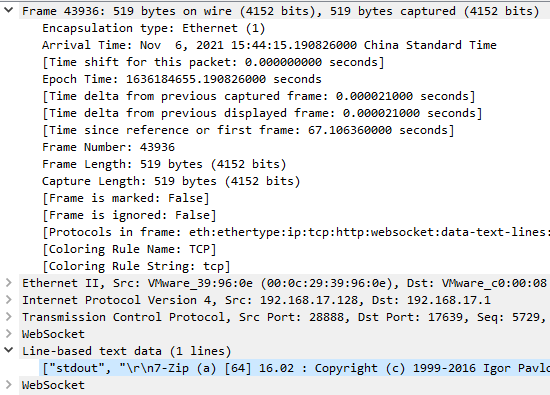 Frame 43936: 519 bytes on wire (4152 bits), 519 bytes captured (4152 bits)
Encapsulation type: Ethernet (1)
Arrival Time: Nov  6, 2021 15:44:15.190826000 China Standard Time
[Time shift for this packet: 0.000000000 seconds]
Epoch Time: 1636184655.190826000 seconds
[Time delta from previous captured frame: 0.000021000 seconds]
[Time delta from previous displayed frame: 0.000021000 seconds]
[Time since reference or first frame: 67.106360000 seconds]
Frame Number: 43936
Frame Length: 519 bytes (4152 bits)
Capture Length: 519 bytes (4152 bits)
[Frame is marked: False]
[Frame is ignored: False]
[Protocols in frame: eth:ethertype:ip:tcp:http:websocket:data-text-lines:
[Coloring Rule Name: TCP]
[Coloring Rule String: tcp]
Ethernet II, Src: VMware_39:96:0e (00:0c:29:39:96:0e), Dst: VMware_c0:00:08
Internet Protocol Version 4, Src: 192.168.17.128, Dst: 192.168.17.1
Transmission Control Protocol, Src Port: 28888, Dst Port: 17639, Seq: 5729,
WebSocket
Line-based text data (1 lines)
["stdout", "\r\n7-Zip (a) [64] 16.02 : Copyright (c) 1999-2016 Igor Pavlo
WebSocket